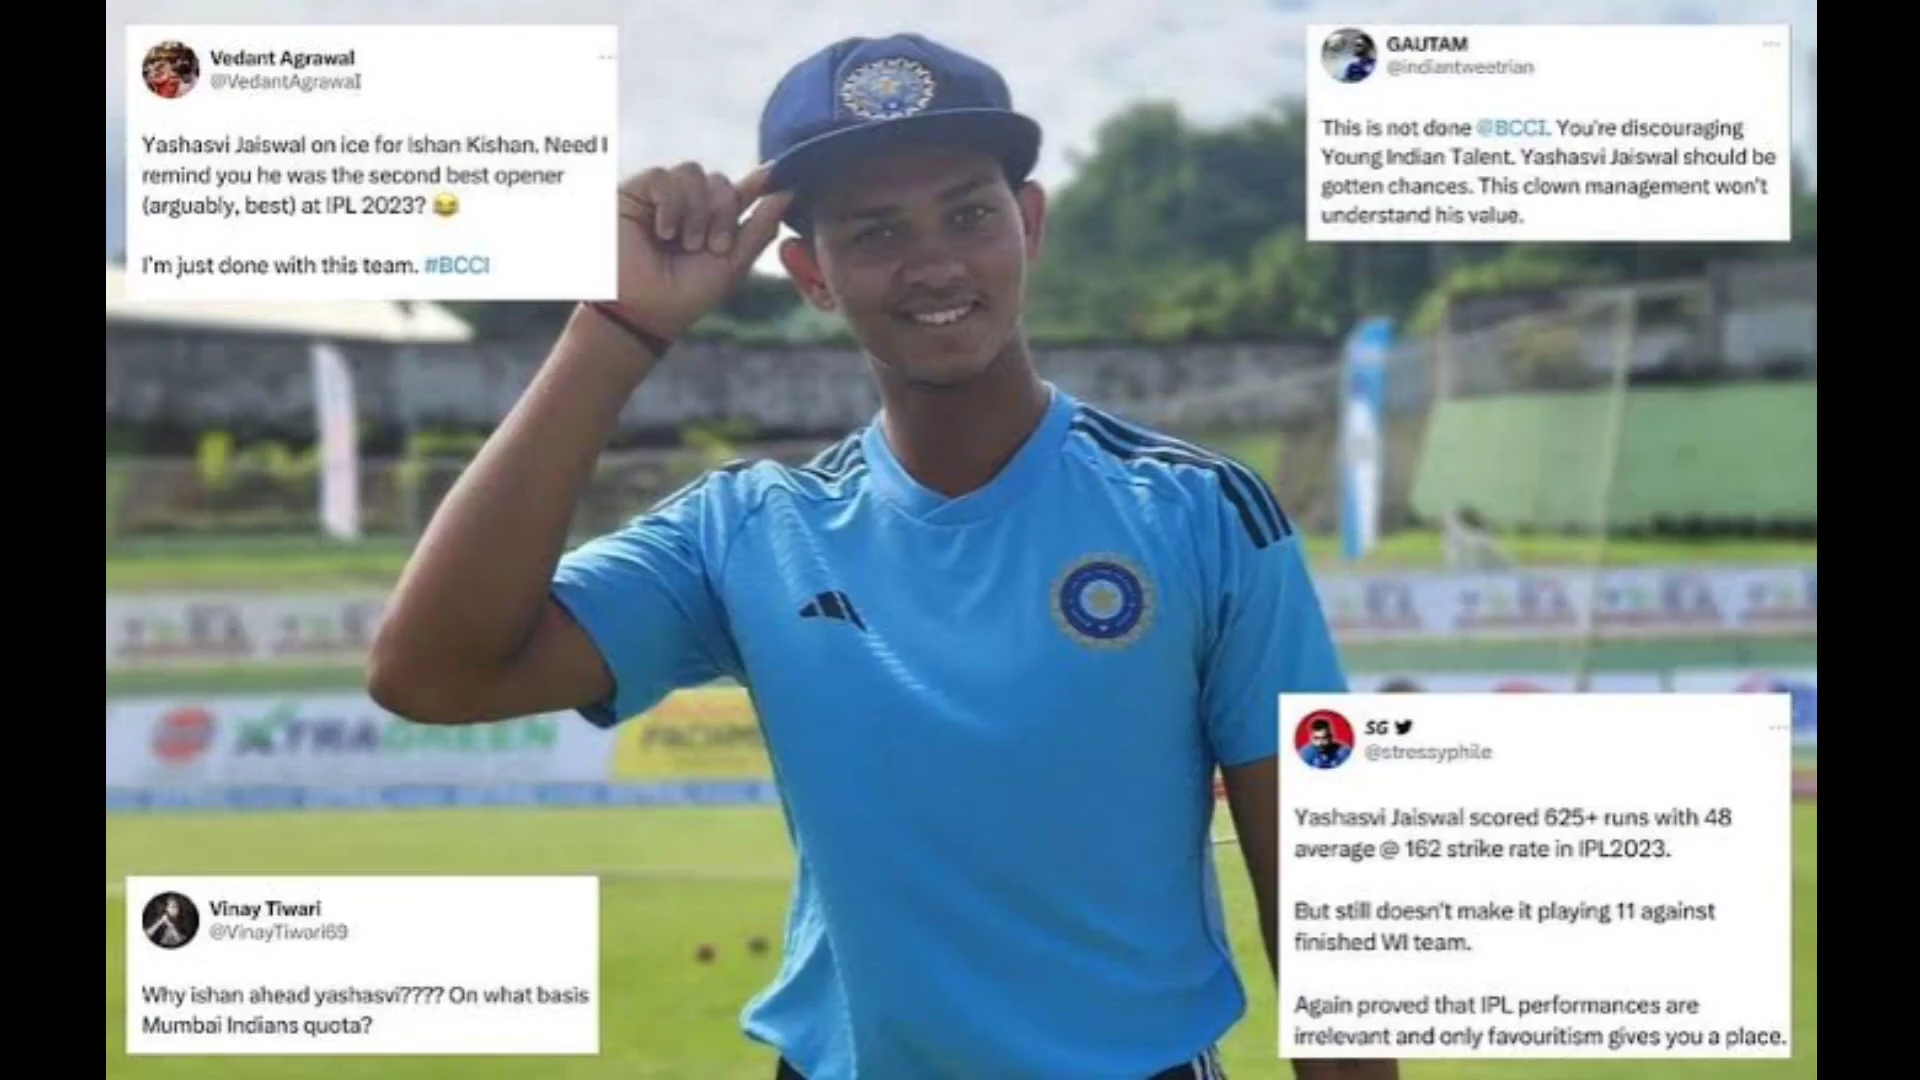 Vedant Agrawal
@VedantAgrawaI
Yashasvi Jaiswal on ice for Ishan Kishan. Need I
remind you he was the second best opener
(arguably, best) at IPL 2023? 😂
I'm just done with this team. #BCCI
GAUTAM
@indiantweetrian
This is not done @BCCI. You're discouraging
Young Indian Talent. Yashasvi Jaiswal should be
gotten chances. This clown management won't
understand his value.
XTRAGREEN
Vinay Tiwari
@VinayTiwari69
Why ishan ahead yashasvi???? On what basis
Mumbai Indians quota?
SG
@stressyphile
Yashasvi Jaiswal scored 625+ runs with 48
average @ 162 strike rate in IPL2023.
But still doesn't make it playing 11 against
finished WI team.
Again proved that IPL performances are
irrelevant and only favouritism gives you a place.